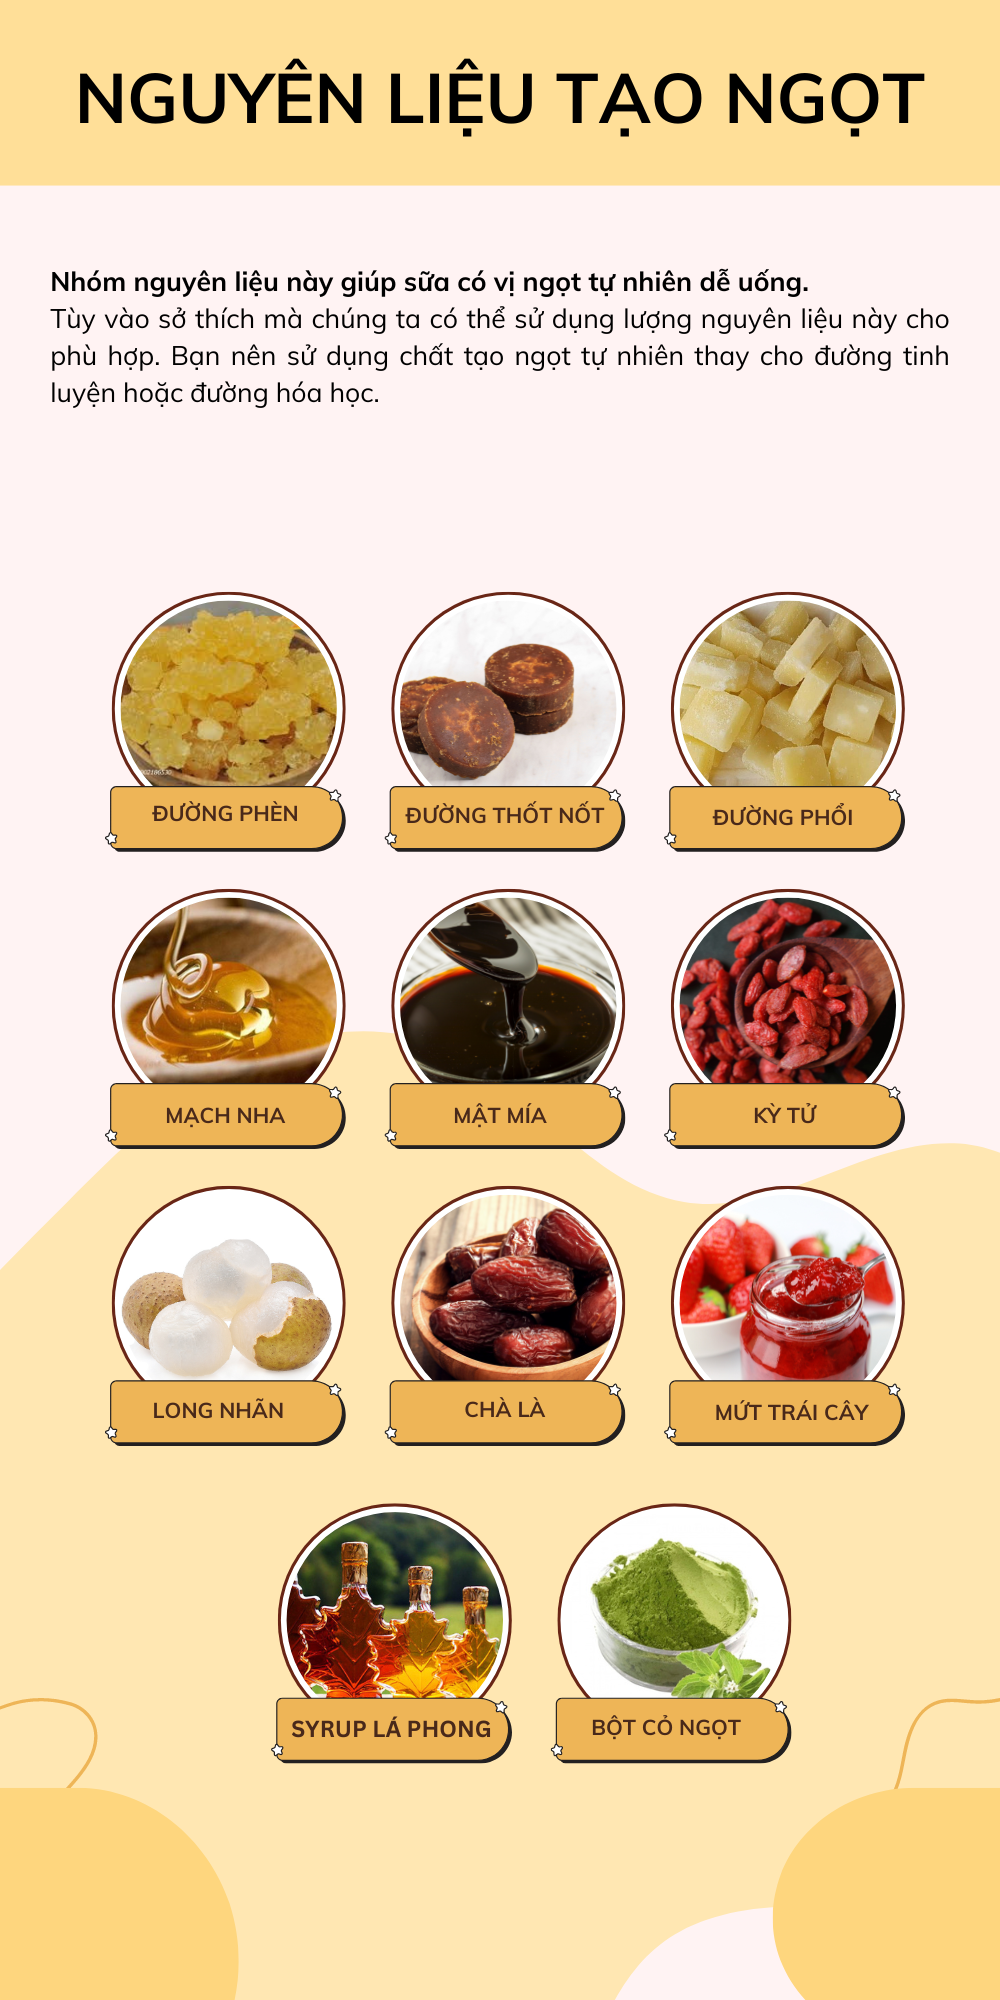 NGUYÊN LIỆU TẠO NGỌT
Nhóm nguyên liệu này giúp sữa có vị ngọt tự nhiên dễ uống.
Tùy vào sở thích mà chúng ta có thể sử dụng lượng nguyên liệu này cho
phù hợp. Bạn nên sử dụng chất tạo ngọt tự nhiên thay cho đường tinh
luyện hoặc đường hóa học.
ĐƯỜNG PHÈN
ĐƯỜNG THỐT NỐT
ĐƯỜNG PHỔI
MẠCH NHA
MẬT MÍA
KỲ TỬ
LONG NHÃN
CHÀ LÀ
MỨT TRÁI CÂY
SYRUP LÁ PHONG
BỘT CỎ NGỌT